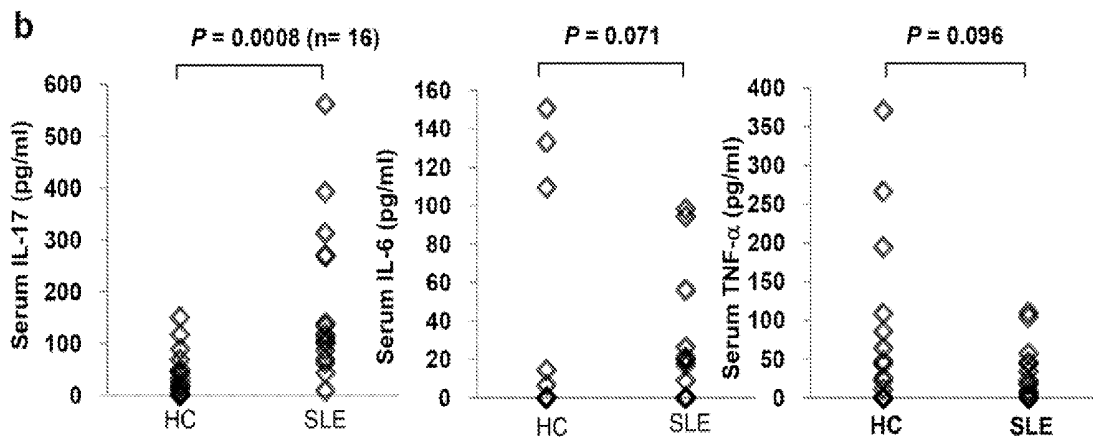 b
P = 0.0008 (n= 16)
Serum IL-17 (pg/ml)
600
500
400
300
200
100
0
HC
SLE
P = 0.071
Serum IL-6 (pg/ml)
160
140
120
100
80
60
40
20
0
HC
SLE
P = 0.096
Serum TNF-α (pg/ml)
400
350
300
250
200
150
100
50
0
HC
SLE